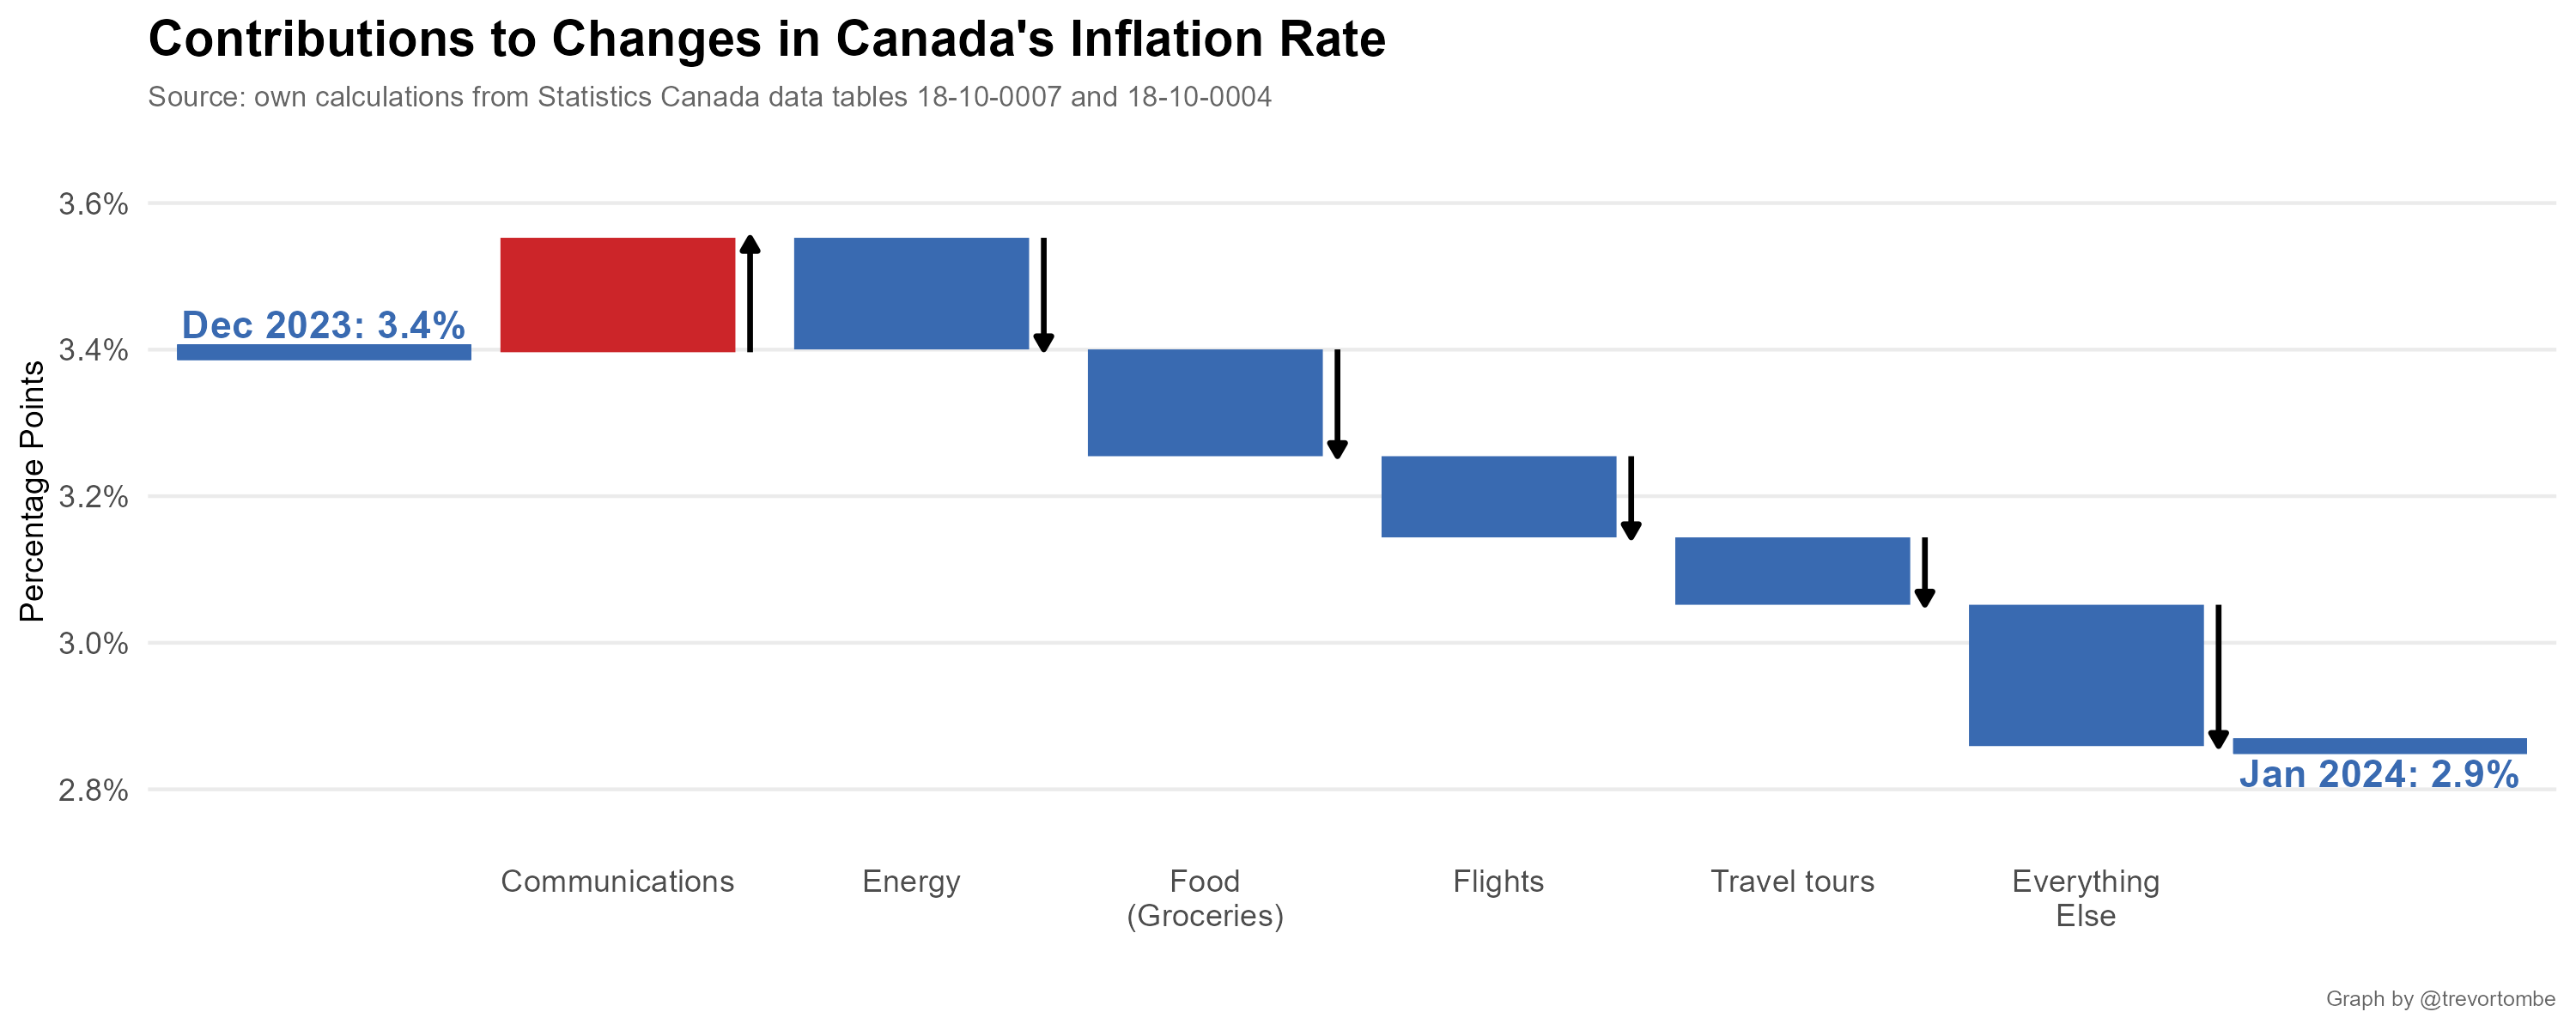 Contributions to Changes in Canada's Inflation Rate
Source: own calculations from Statistics Canada data tables 18-10-0007 and 18-10-0004
Percentage Points
3.6%
3.4%
3.2%
3.0%
2.8%
Dec 2023: 3.4%
Jan 2024: 2.9%
Communications
Energy
Food
(Groceries)
Flights
Travel tours
Everything
Else
Graph by @trevortombe